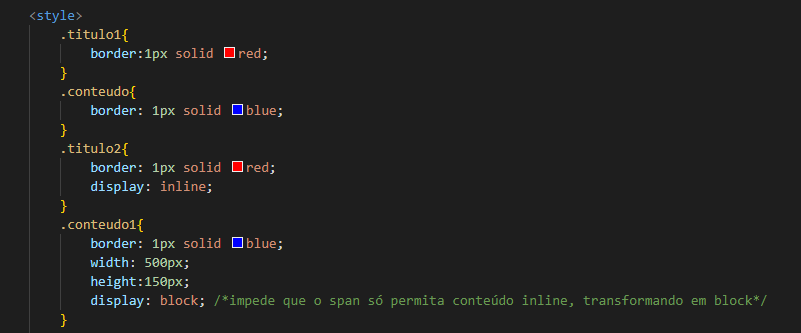 <style>
.titulo1{
border:1px solid red;
}
.conteudo{
border: 1px solid blue;
}
.titulo2{
border: 1px solid red;
display: inline;
}
.conteudo1{
border: 1px solid blue;
width: 500px;
height:150px;
display: block; /*impede que o span só permita conteúdo inline, transformando em block*/
}